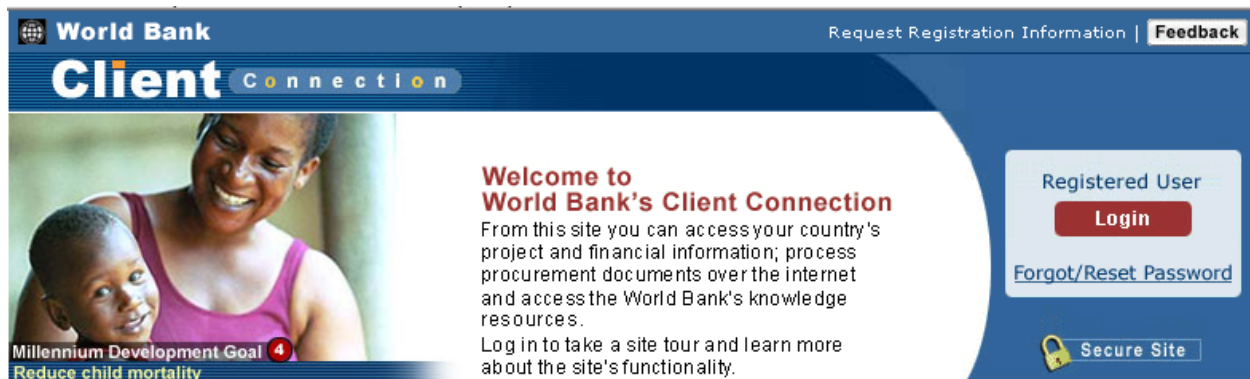 World Bank
Request Registration Information | Feedback
Client Connection
Welcome to
World Bank's Client Connection
From this site you can access your country's
project and financial information; process
procurement documents over the internet
and access the World Bank's knowledge
resources.
Log in to take a site tour and learn more
about the site's functionality.
Registered User
Login
Forgot/Reset Password
Secure Site
Millennium Development Goal 4
Reduce child mortality